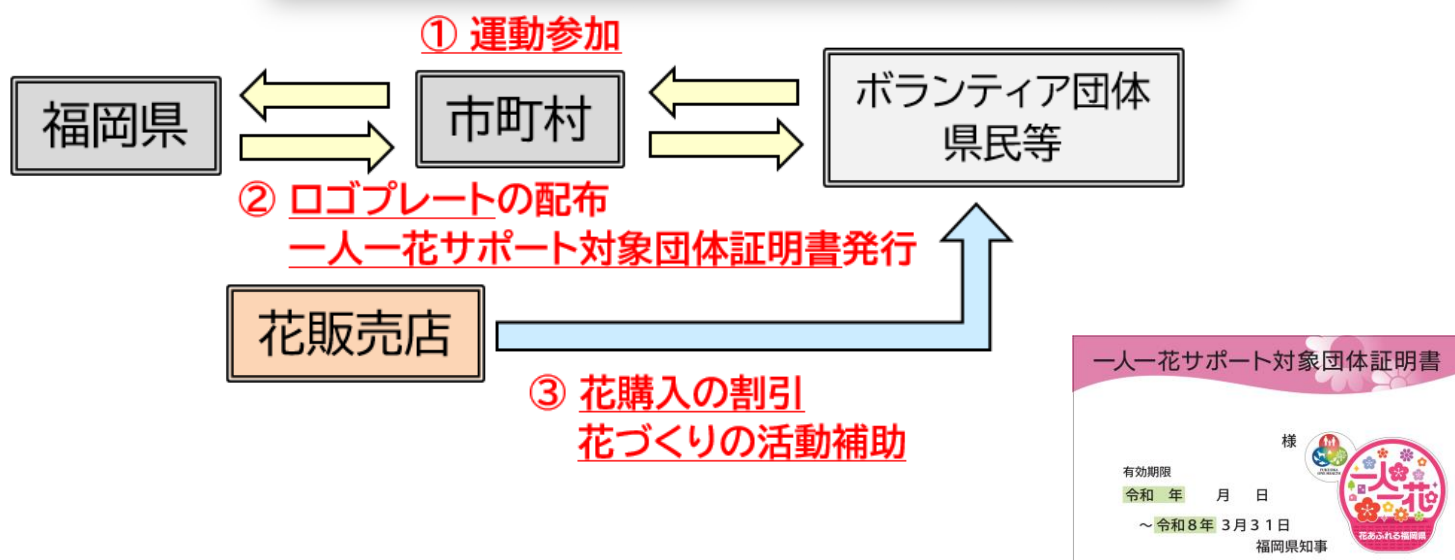 ① 運動参加
福岡県
市町村
ボランティア団体
県民等
② ロゴプレートの配布
一人一花サポート対象団体証明書発行
花販売店
③ 花購入の割引
花づくりの活動補助
一人一花サポート対象団体証明書
様
有効期限
令和 年 月 日
～令和8年 3月31日
福岡県知事
一人一花
花あふれる福岡県